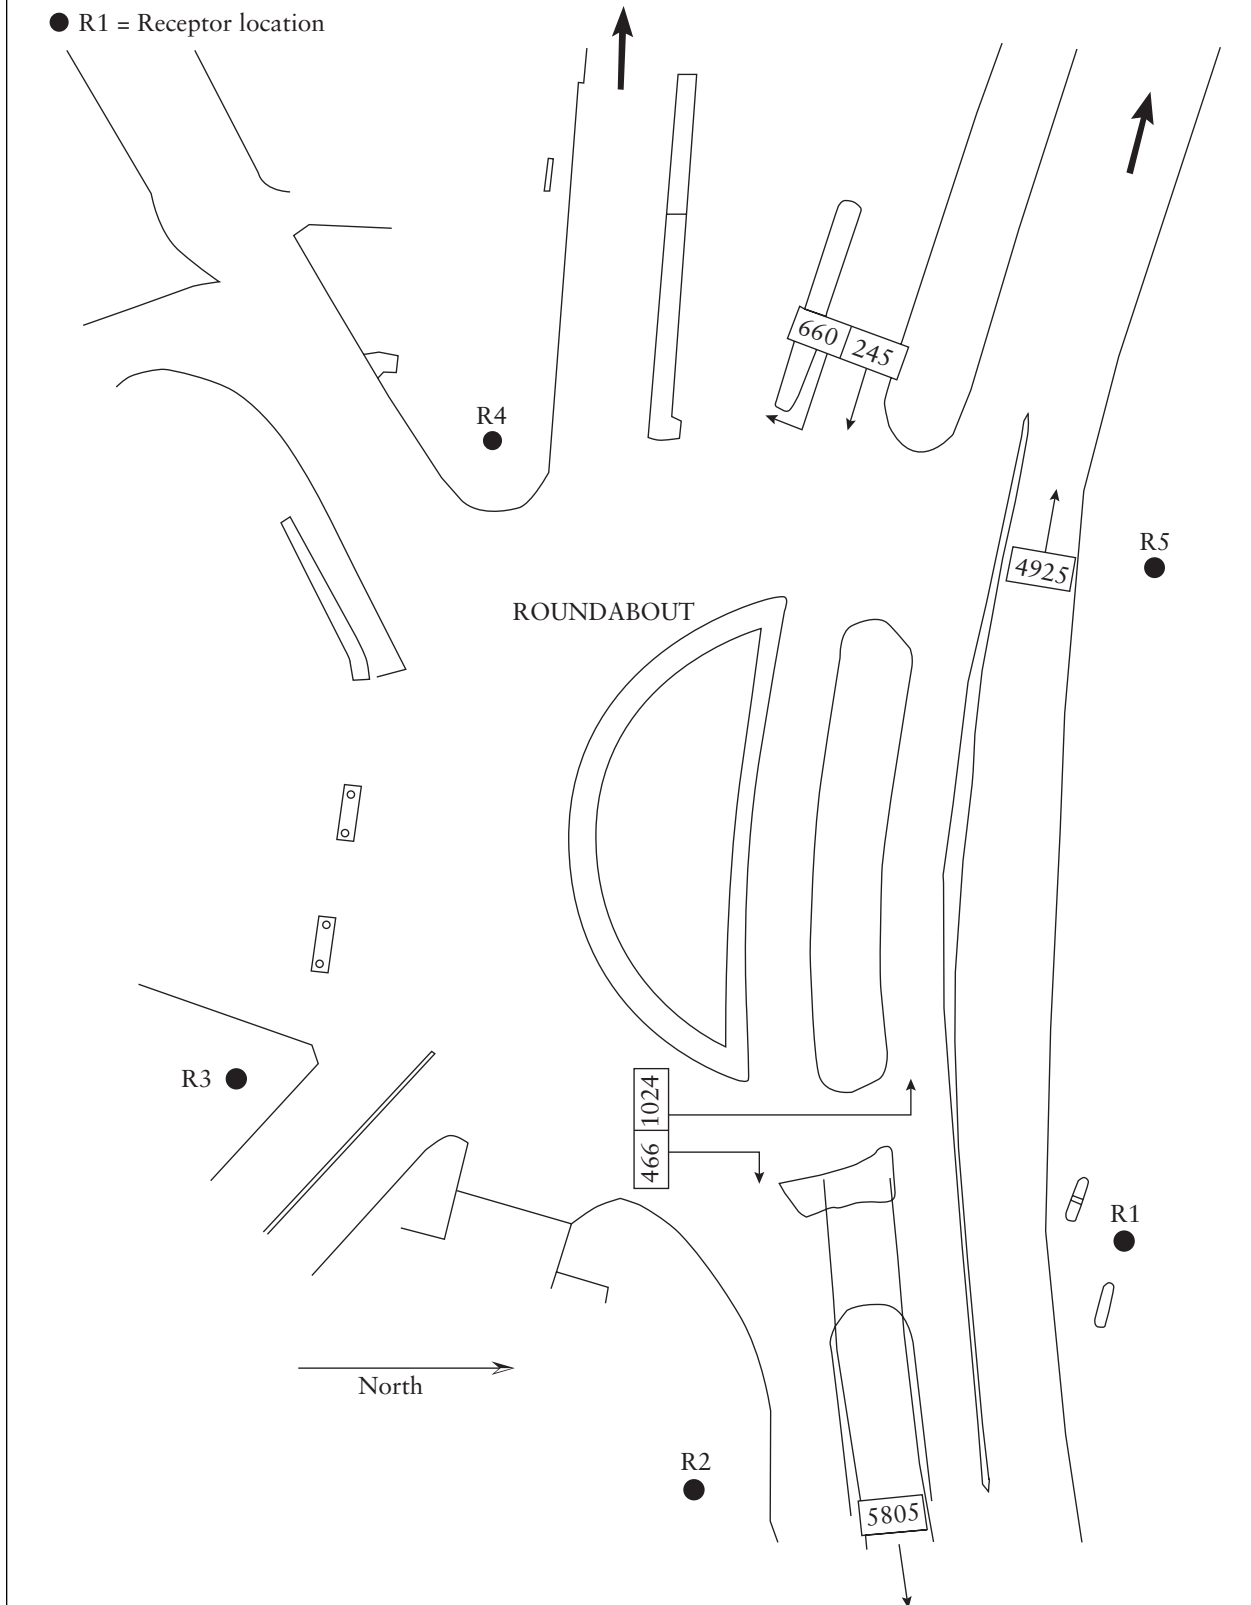 R1 = Receptor location
660 245
R4
R5
4925
ROUNDABOUT
R3
1024
466
R1
North
R2
5805